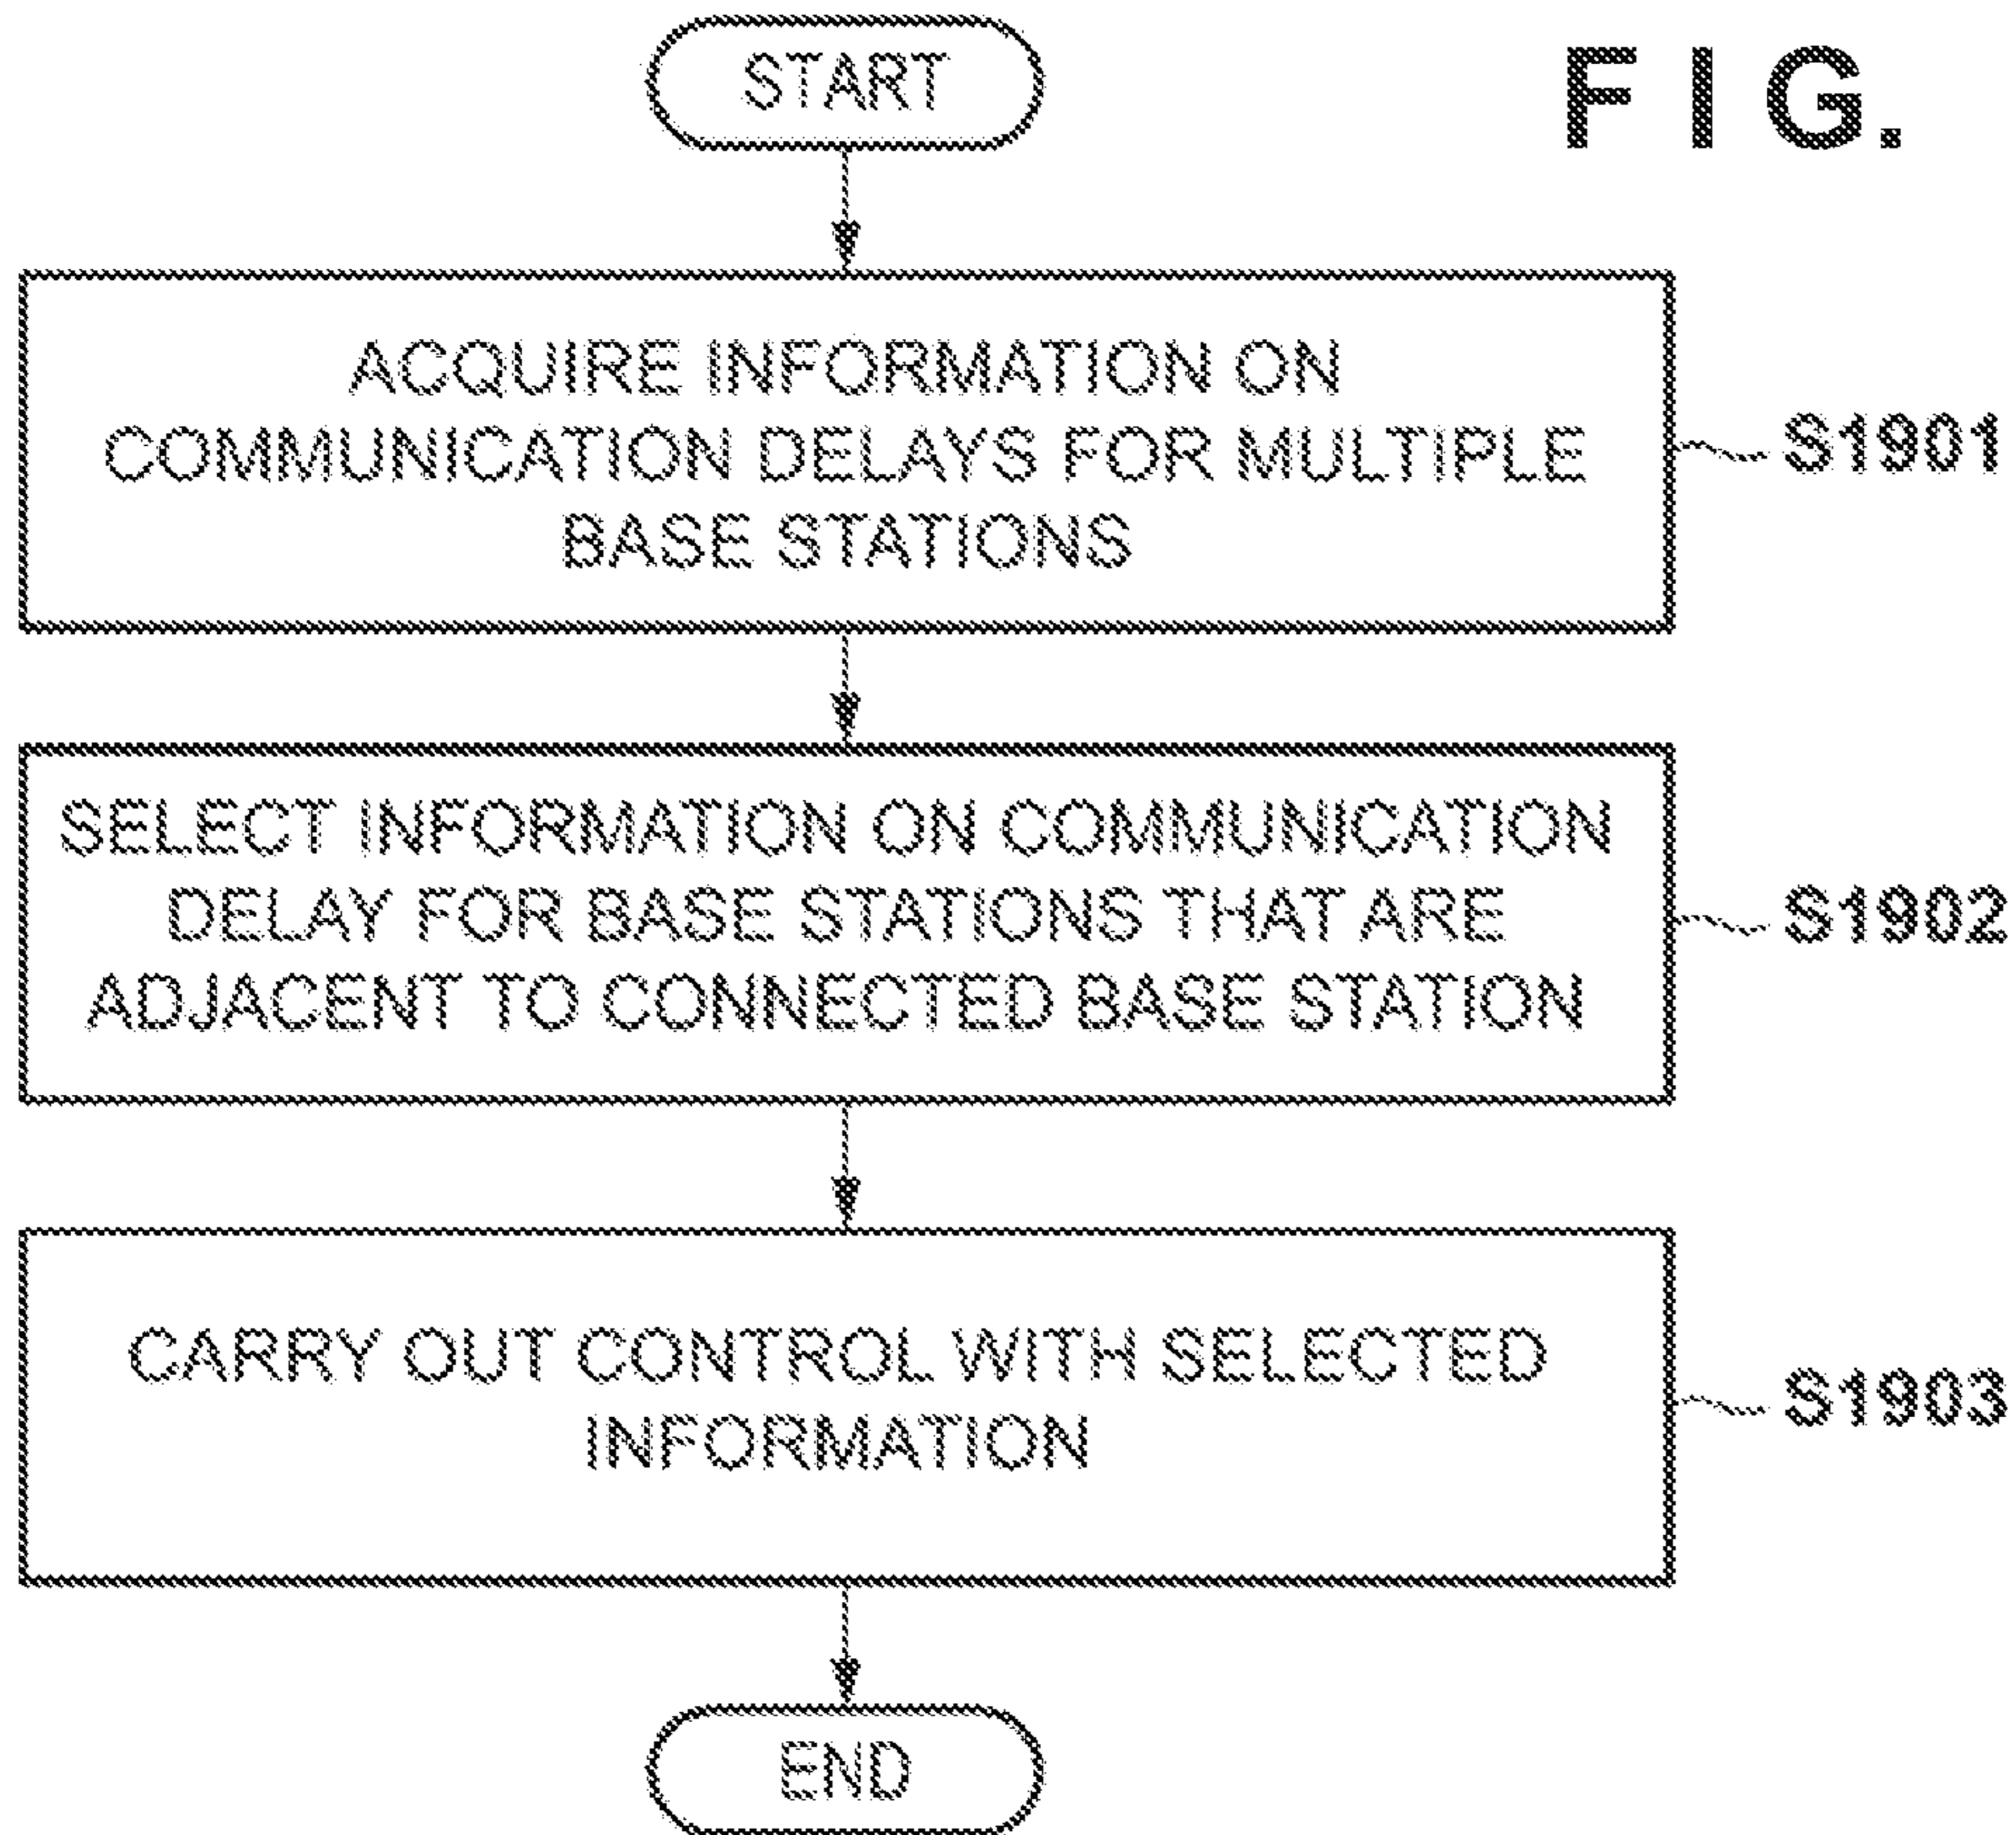 FIG.
START
ACQUIRE INFORMATION ON
COMMUNICATION DELAYS FOR MULTIPLE
BASE STATIONS
S1901
SELECT INFORMATION ON COMMUNICATION
DELAY FOR BASE STATIONS THAT ARE
ADJACENT TO CONNECTED BASE STATION
S1902
CARRY OUT CONTROL WITH SELECTED
INFORMATION
S1903
END